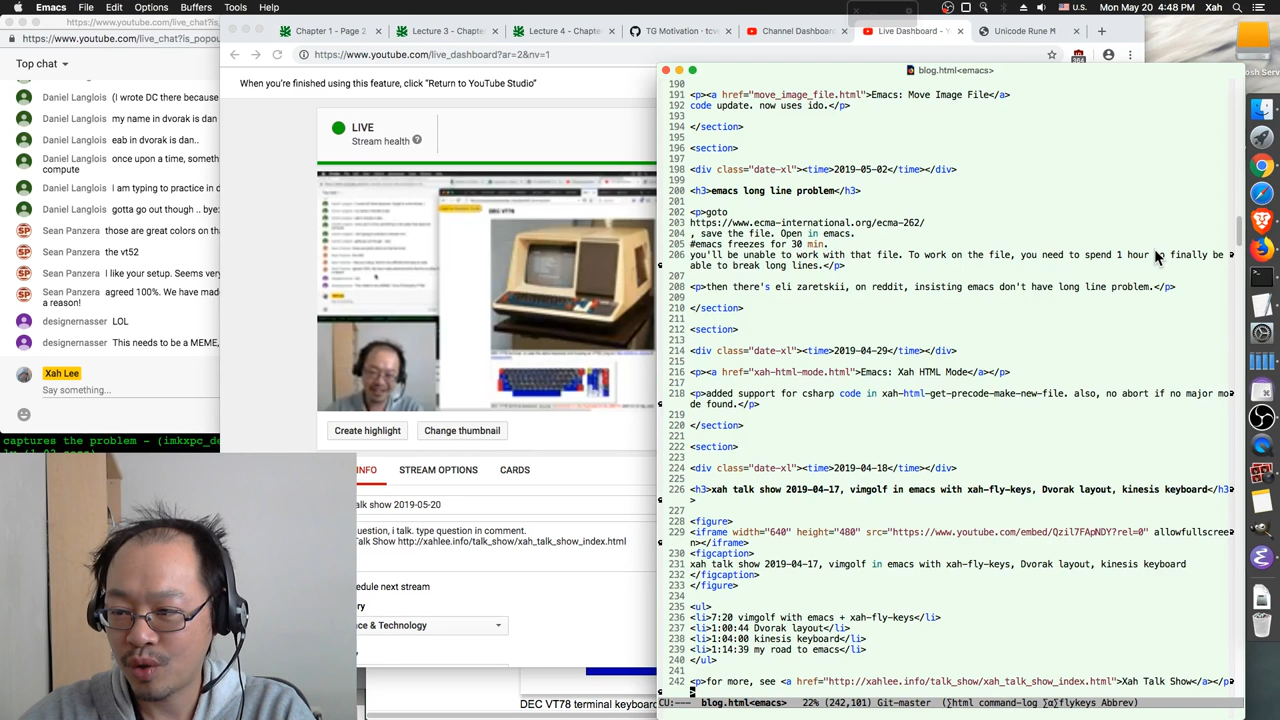 Emacs File Edit Options Buffers Tools Help
U.S. Mon May 20 4:48 PM Xah
https://www.youtube.com/live_chat?is_popou
https://www.youtube.com/live_chat?is_popou
Top chat
Daniel Langlois (I wrote DC there because
Daniel Langlois my name in dvorak is dan
Daniel Langlois eab in dvorak is dan..
Daniel Langlois once upon a time, someth
compute
Daniel Langlois I am typing to practice in d
Daniel Langlois gotta go out though .. bye
Sean Panzera those are great colors on tha
Sean Panzera the vt52
Sean Panzera I like your setup. Seems very
Sean Panzera agreed 100%. We have mad
a reason!
designernasser LOL
designernasser This needs to be a MEME,
Xah Lee
Say something...
captures the problem - (imkxpc_de
Chapter 1 - Page 2
Lecture 3 - Chapte
Lecture 4 - Chapte
TG Motivation - tcv
Channel Dashboard
Live Dashboard - Y
Unicode Rune
https://www.youtube.com/live_dashboard?ar=2&nv=1
When you're finished using this feature, click "Return to YouTube Studio"
LIVE
Stream health
DEC VT78
Create highlight
Change thumbnail
INFO
STREAM OPTIONS
CARDS
alk show 2019-05-20
uestion, i talk. type question in comment.
Talk Show http://xahlee.info/talk_show/xah_talk_show_index.html
edule next stream
ory
ce & Technology
DEC VT78 terminal keyboard
blog.html<emacs>
190
191 <p><a href="move_image_file.html">Emacs: Move Image File</a>
192 code update. now uses ido.</p>
193
194 </section>
195
196 <section>
197
198 <div class="date-xl"><time>2019-05-02</time></div>
199
200 <h3>emacs long line problem</h3>
201
202 <p>goto
203 https://www.ecma-international.org/ecma-262/
204 , save the file. Open in emacs.
205 #emacs freezes for 30 min.
206 you'll be unable to work with that file. To work on the file, you need to spend 1 hour to finally be
able to break long lines.</p>
207
208 <p>then there's eli zaretskii, on reddit, insisting emacs don't have long line problem.</p>
209
210 </section>
211
212 <section>
213
214 <div class="date-xl"><time>2019-04-29</time></div>
215
216 <p><a href="xah-html-mode.html">Emacs: Xah HTML Mode</a></p>
217
218 <p>added support for csharp code in xah-html-get-precode-make-new-file. also, no abort if no major mo
de found.</p>
219
220 </section>
221
222 <section>
223
224 <div class="date-xl"><time>2019-04-18</time></div>
225
226 <h3>xah talk show 2019-04-17, vimgolf in emacs with xah-fly-keys, Dvorak layout, kinesis keyboard</h3
>
227
228 <figure>
229 <iframe width="640" height="480" src="https://www.youtube.com/embed/Qzil7FApNDY?rel=0" allowfullscree
n></iframe>
230 <figcaption>
231 xah talk show 2019-04-17, vimgolf in emacs with xah-fly-keys, Dvorak layout, kinesis keyboard
232 </figcaption>
233 </figure>
234
235 <ul>
236 <li>7:20 vimgolf with emacs + xah-fly-keys</li>
237 <li>1:00:44 Dvorak layout</li>
238 <li>1:04:00 kinesis keyboard</li>
239 <li>1:14:39 my road to emacs</li>
240 </ul>
241
242 <p>for more, see <a href="http://xahlee.info/talk_show/xah_talk_show_index.html">Xah Talk Show</a></p
CU:--- blog.html<emacs> 22% (242,101) Git-master (∑html command-log ∑α∫flykeys Abbrev)
364
osh Serv